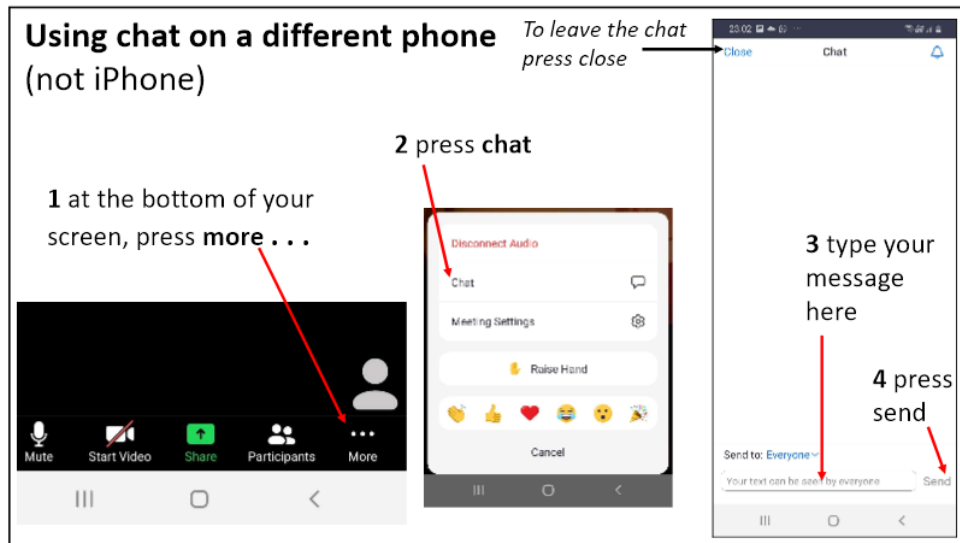 Using chat on a different phone
(not iPhone)
To leave the chat
press close
1 at the bottom of your
screen, press more . . .
Mute
Start Video
Share
Participants
More
2 press chat
Disconnect Audio
Chat
Meeting Settings
Raise Hand
Cancel
23.02
Close
Chat
3 type your
message
here
4 press
send
Send to: Everyone
Your text can be seen by everyone
Send